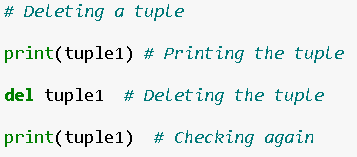 # Deleting a tuple
print(tuple1) # Printing the tuple
del tuple1  # Deleting the tuple
print(tuple1)  # Checking again